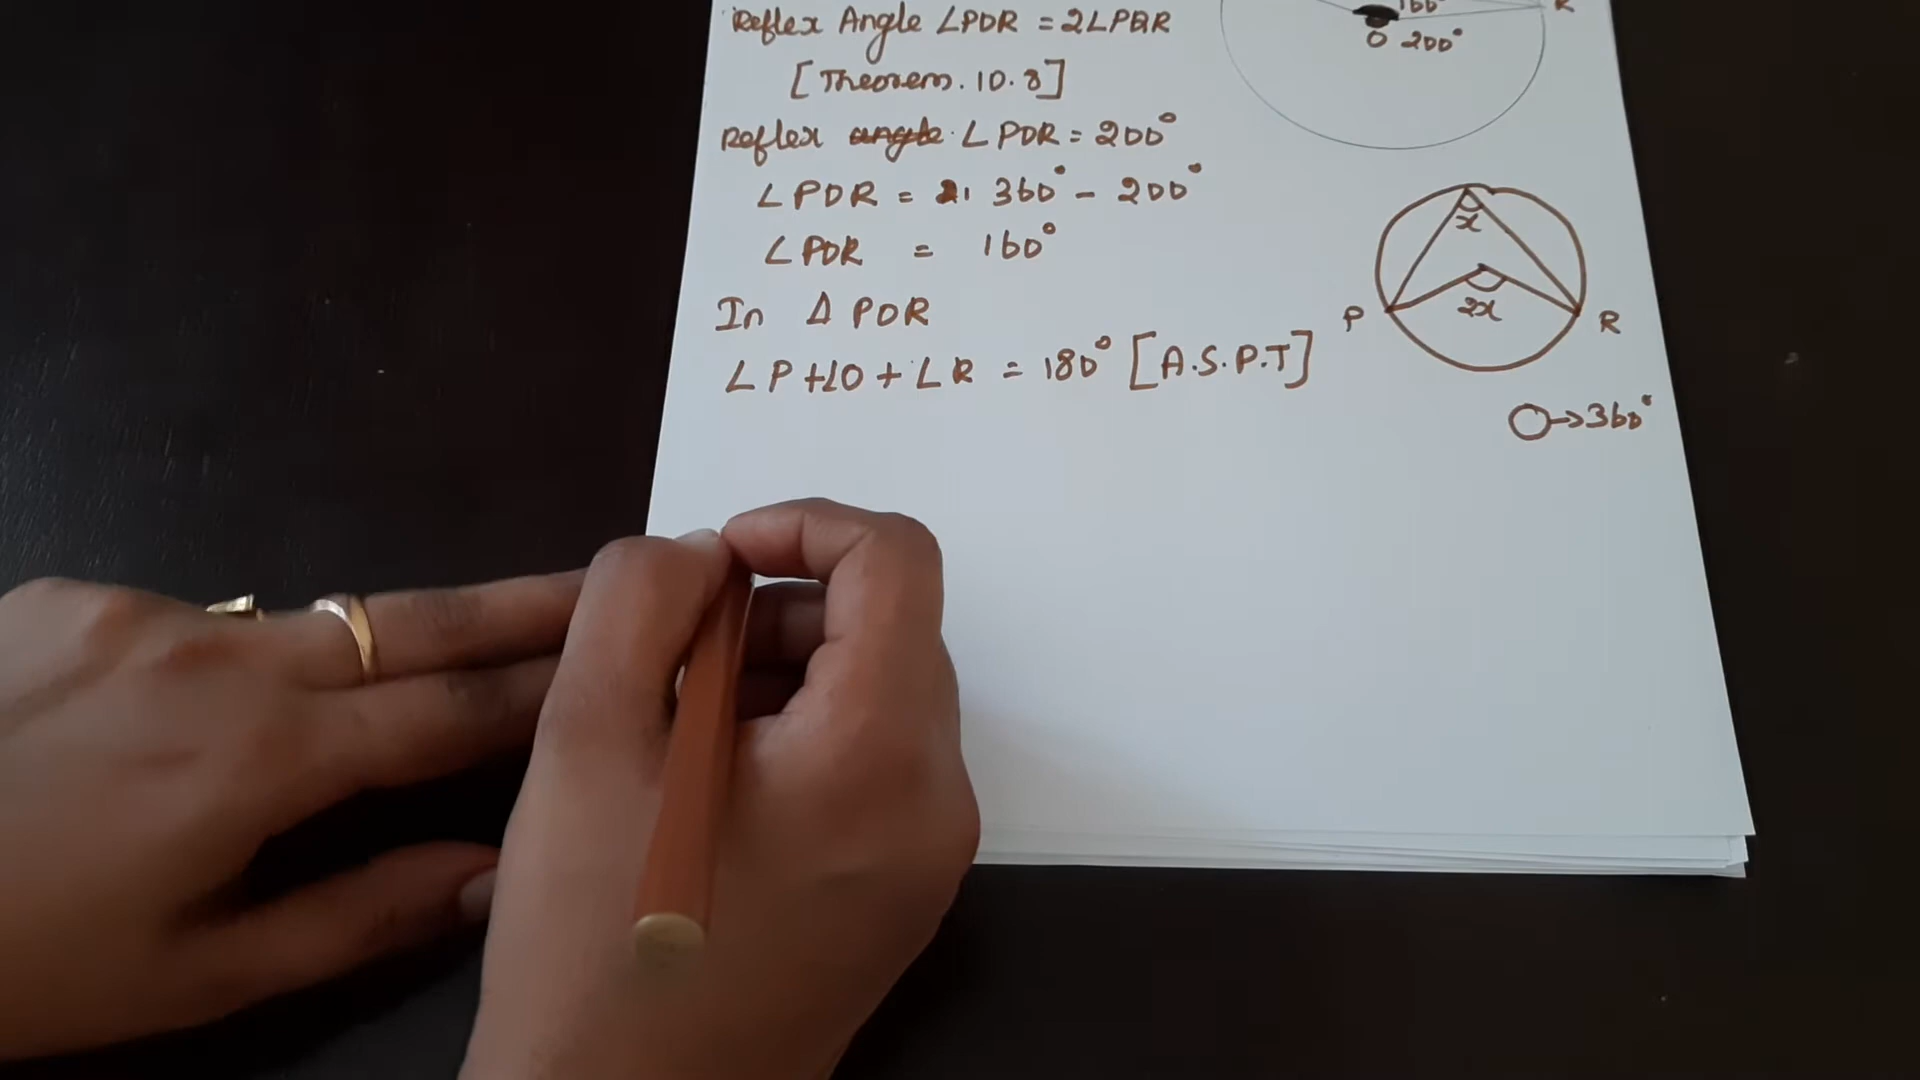 Reflex Angle ∠POR = 2∠PQR
[Theorem. 10.8]
Reflex angle. ∠POR = 200°
∠POR = 360° - 200°
∠POR = 160°
In Δ POR
∠P+∠O + ∠R = 180° [A.S.P.T]
160°
R
O 200°
x
2x
P
R
→360°